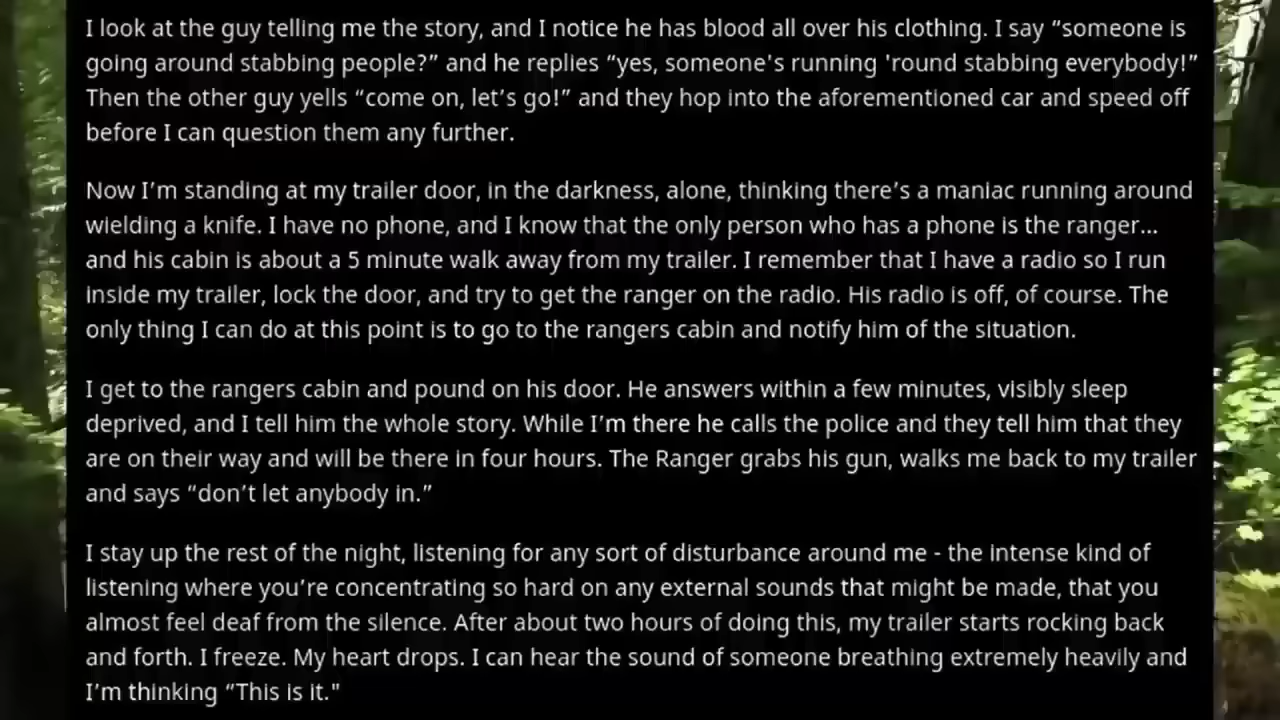 I look at the guy telling me the story, and I notice he has blood all over his clothing. I say “someone is
going around stabbing people?” and he replies “yes, someone's running 'round stabbing everybody!”
Then the other guy yells “come on, let’s go!” and they hop into the aforementioned car and speed off
before I can question them any further.
Now I’m standing at my trailer door, in the darkness, alone, thinking there’s a maniac running around
wielding a knife. I have no phone, and I know that the only person who has a phone is the ranger...
and his cabin is about a 5 minute walk away from my trailer. I remember that I have a radio so I run
inside my trailer, lock the door, and try to get the ranger on the radio. His radio is off, of course. The
only thing I can do at this point is to go to the rangers cabin and notify him of the situation.
I get to the rangers cabin and pound on his door. He answers within a few minutes, visibly sleep
deprived, and I tell him the whole story. While I’m there he calls the police and they tell him that they
are on their way and will be there in four hours. The Ranger grabs his gun, walks me back to my trailer
and says “don’t let anybody in.”
I stay up the rest of the night, listening for any sort of disturbance around me - the intense kind of
listening where you’re concentrating so hard on any external sounds that might be made, that you
almost feel deaf from the silence. After about two hours of doing this, my trailer starts rocking back
and forth. I freeze. My heart drops. I can hear the sound of someone breathing extremely heavily and
I’m thinking “This is it."